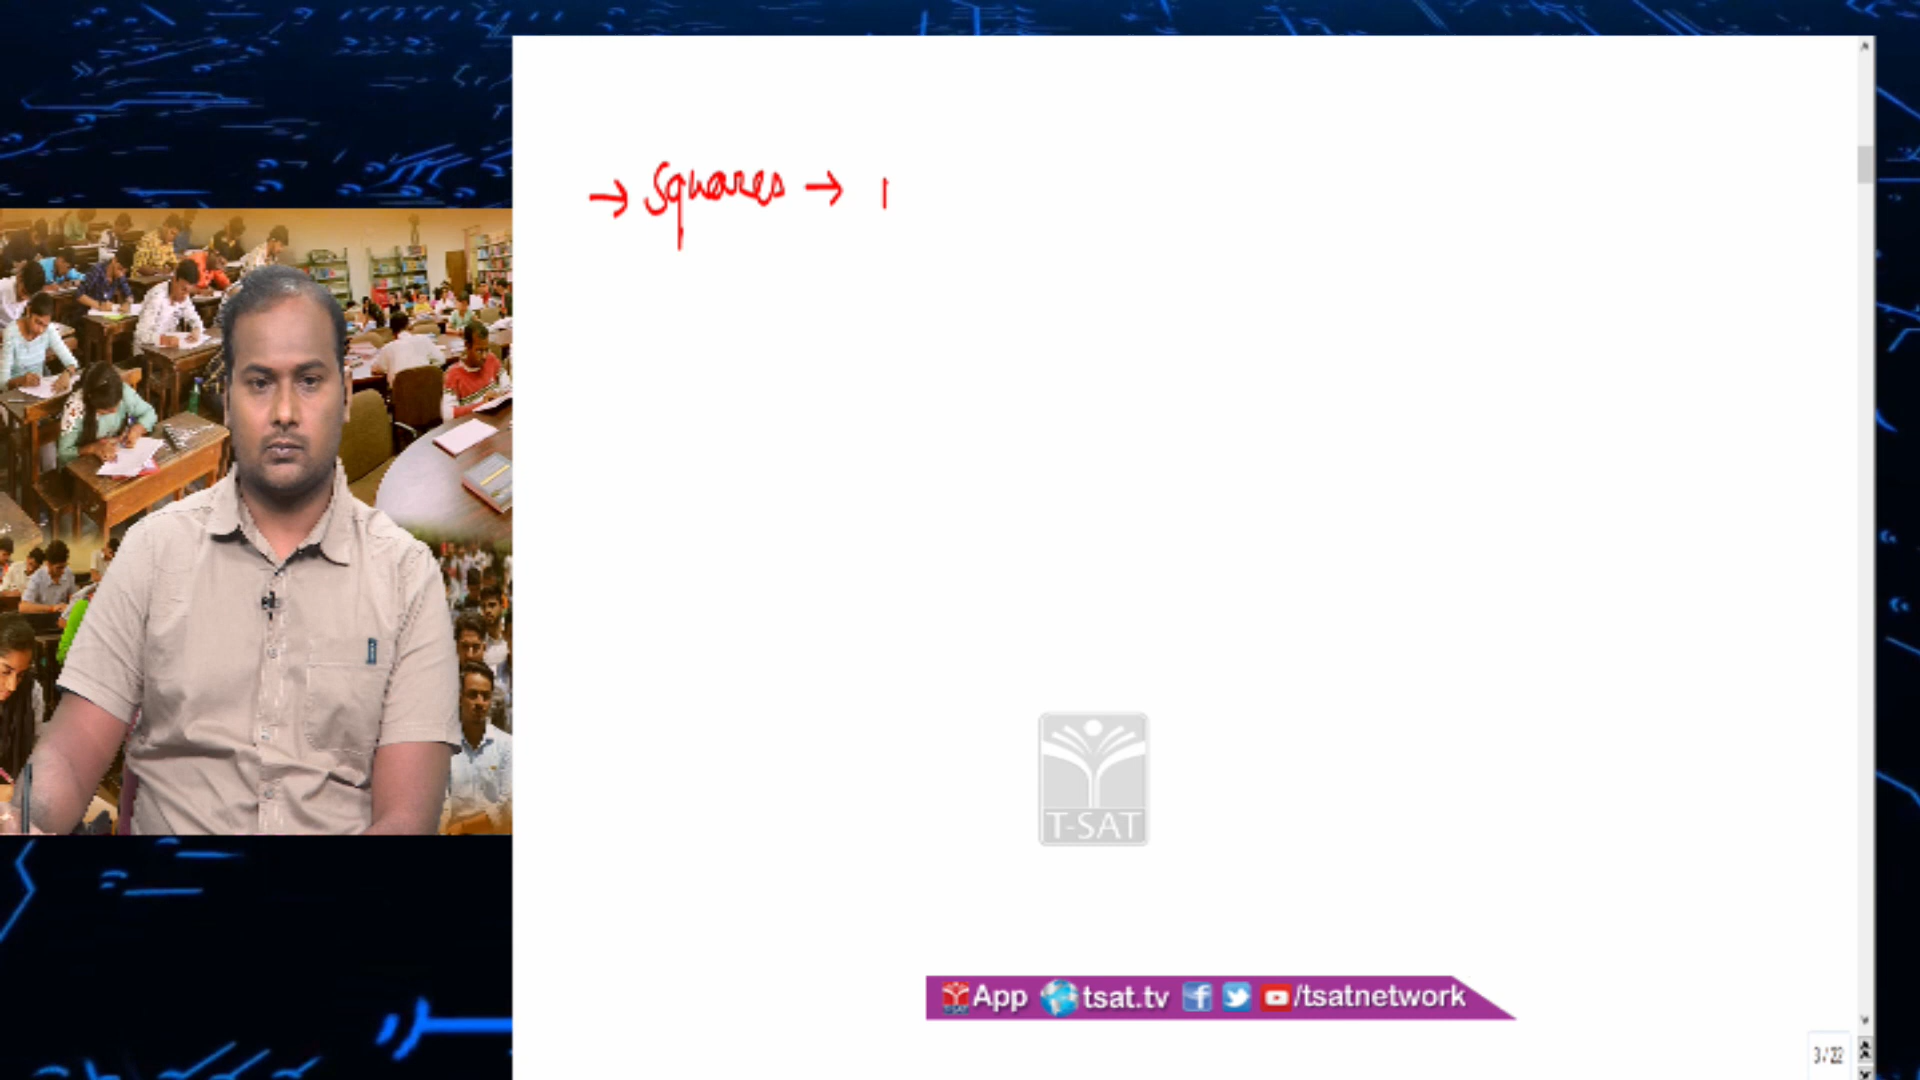 → Squares → 1
T-SAT
App tsat.tv /tsatnetwork
3 / 22